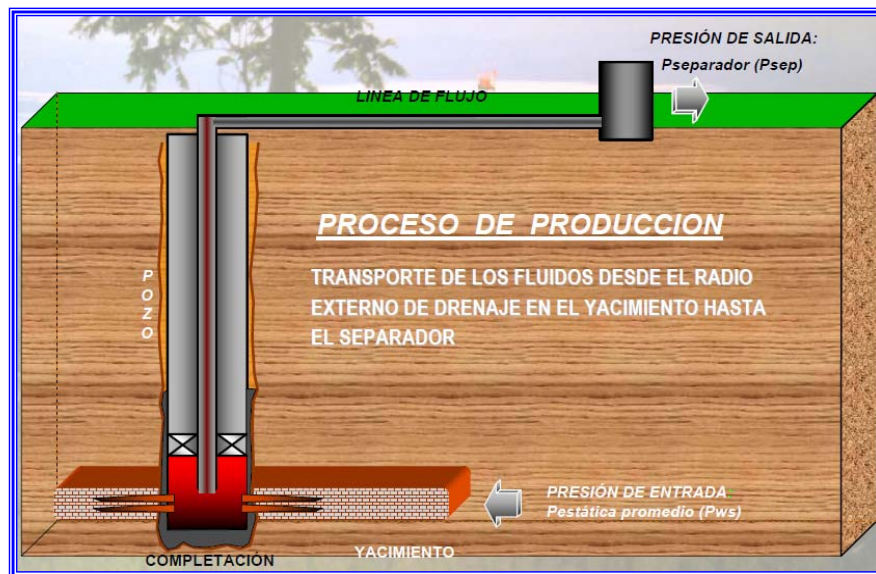 PRESIÓN DE SALIDA:
Pseparador (Psep)
LINEA DE FLUJO
PROCESO DE PRODUCCION
TRANSPORTE DE LOS FLUIDOS DESDE EL RADIO
EXTERNO DE DRENAJE EN EL YACIMIENTO HASTA
EL SEPARADOR
P
O
Z
O
PRESIÓN DE ENTRADA:
Pestática promedio (Pws)
COMPLETACIÓN
YACIMIENTO